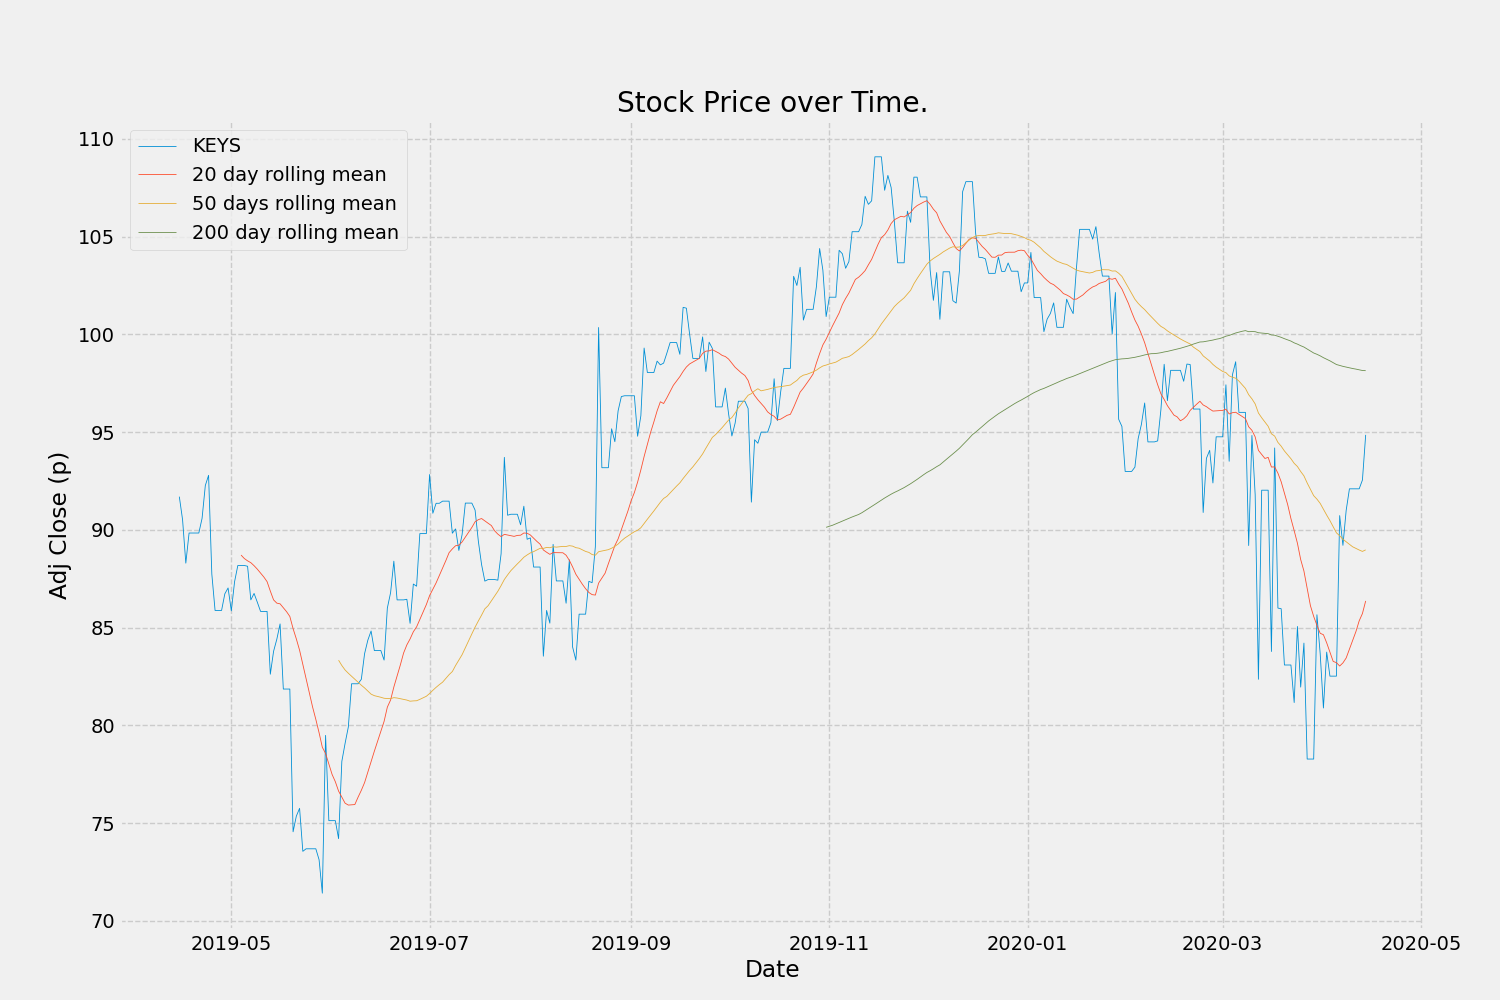 Stock Price over Time.
KEYS
20 day rolling mean
50 days rolling mean
200 day rolling mean
Adj Close (p)
110
105
100
95
90
85
80
75
70
2019-05 2019-07 2019-09 2019-11 2020-01 2020-03 2020-05
Date